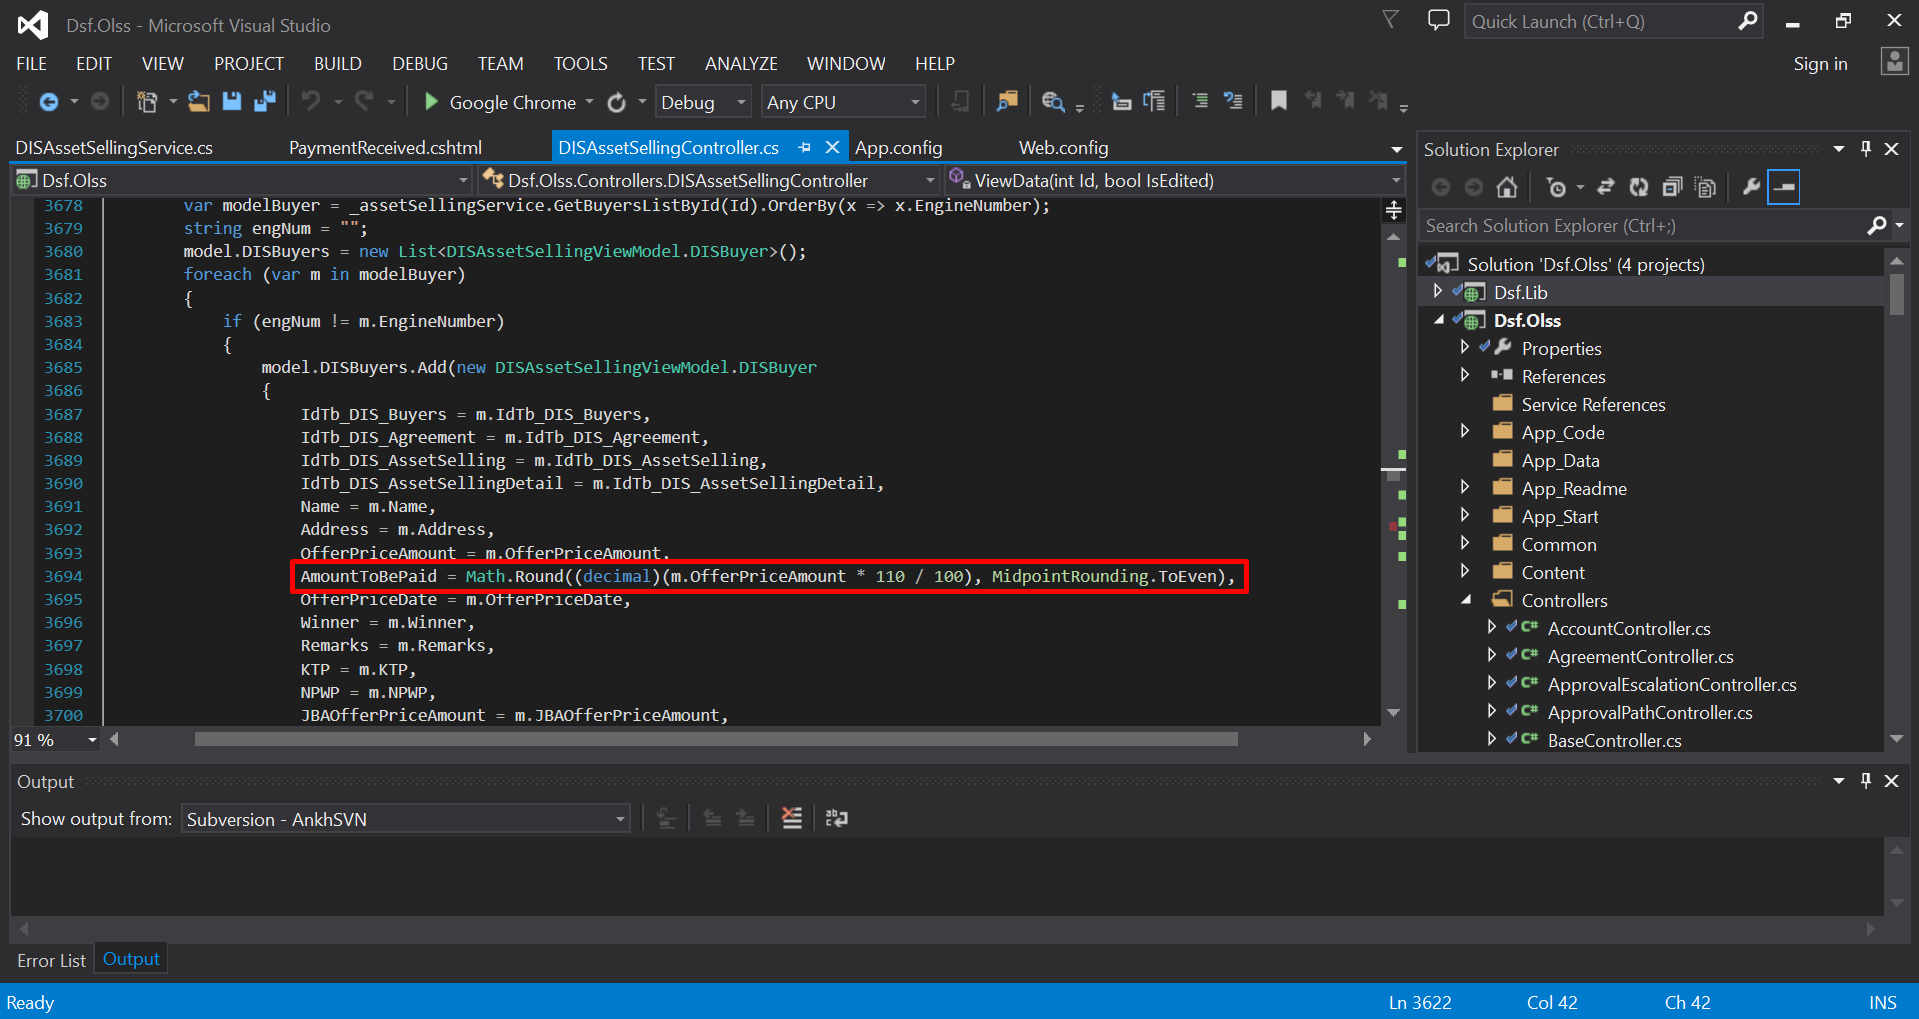 Dsf.Olss - Microsoft Visual Studio
Quick Launch (Ctrl+Q)
FILE EDIT VIEW PROJECT BUILD DEBUG TEAM TOOLS TEST ANALYZE WINDOW HELP
Sign in
Google Chrome
Debug
Any CPU
DISAssetSellingService.cs
PaymentReceived.cshtml
DISAssetSellingController.cs
App.config
Web.config
Dsf.Olss
Dsf.Olss.Controllers.DISAssetSellingController
ViewData(int Id, bool IsEdited)
3678 var modelBuyer = _assetSellingService.GetBuyersListById(Id).OrderBy(x => x.EngineNumber);
3679 string engNum = "";
3680 model.DISBuyers = new List<DISAssetSellingViewModel.DISBuyer>();
3681 foreach (var m in modelBuyer)
3682 {
3683 if (engNum != m.EngineNumber)
3684 {
3685 model.DISBuyers.Add(new DISAssetSellingViewModel.DISBuyer
3686 {
3687 IdTb_DIS_Buyers = m.IdTb_DIS_Buyers,
3688 IdTb_DIS_Agreement = m.IdTb_DIS_Agreement,
3689 IdTb_DIS_AssetSelling = m.IdTb_DIS_AssetSelling,
3690 IdTb_DIS_AssetSellingDetail = m.IdTb_DIS_AssetSellingDetail,
3691 Name = m.Name,
3692 Address = m.Address,
3693 OfferPriceAmount = m.OfferPriceAmount,
3694 AmountToBePaid = Math.Round((decimal)(m.OfferPriceAmount * 110 / 100), MidpointRounding.ToEven),
3695 OfferPriceDate = m.OfferPriceDate,
3696 Winner = m.Winner,
3697 Remarks = m.Remarks,
3698 KTP = m.KTP,
3699 NPWP = m.NPWP,
3700 JBAOfferPriceAmount = m.JBAOfferPriceAmount,
91 %
Solution Explorer
Search Solution Explorer (Ctrl+;)
Solution 'Dsf.Olss' (4 projects)
Dsf.Lib
Dsf.Olss
Properties
References
Service References
App_Code
App_Data
App_Readme
App_Start
Common
Content
Controllers
C# AccountController.cs
C# AgreementController.cs
C# ApprovalEscalationController.cs
C# ApprovalPathController.cs
C# BaseController.cs
Output
Show output from: Subversion - AnkhSVN
Error List
Output
Ready
Ln 3622
Col 42
Ch 42
INS